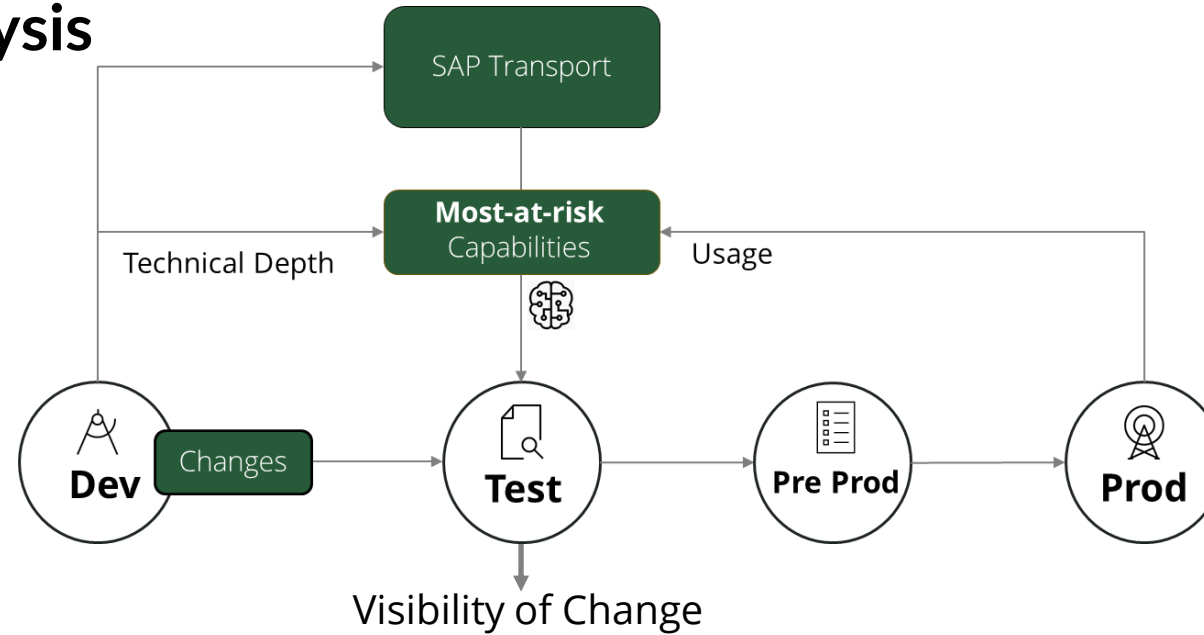 ysis
SAP Transport
Most-at-risk
Capabilities
Technical Depth
Usage
Dev
Changes
Test
Pre Prod
Prod
Visibility of Change